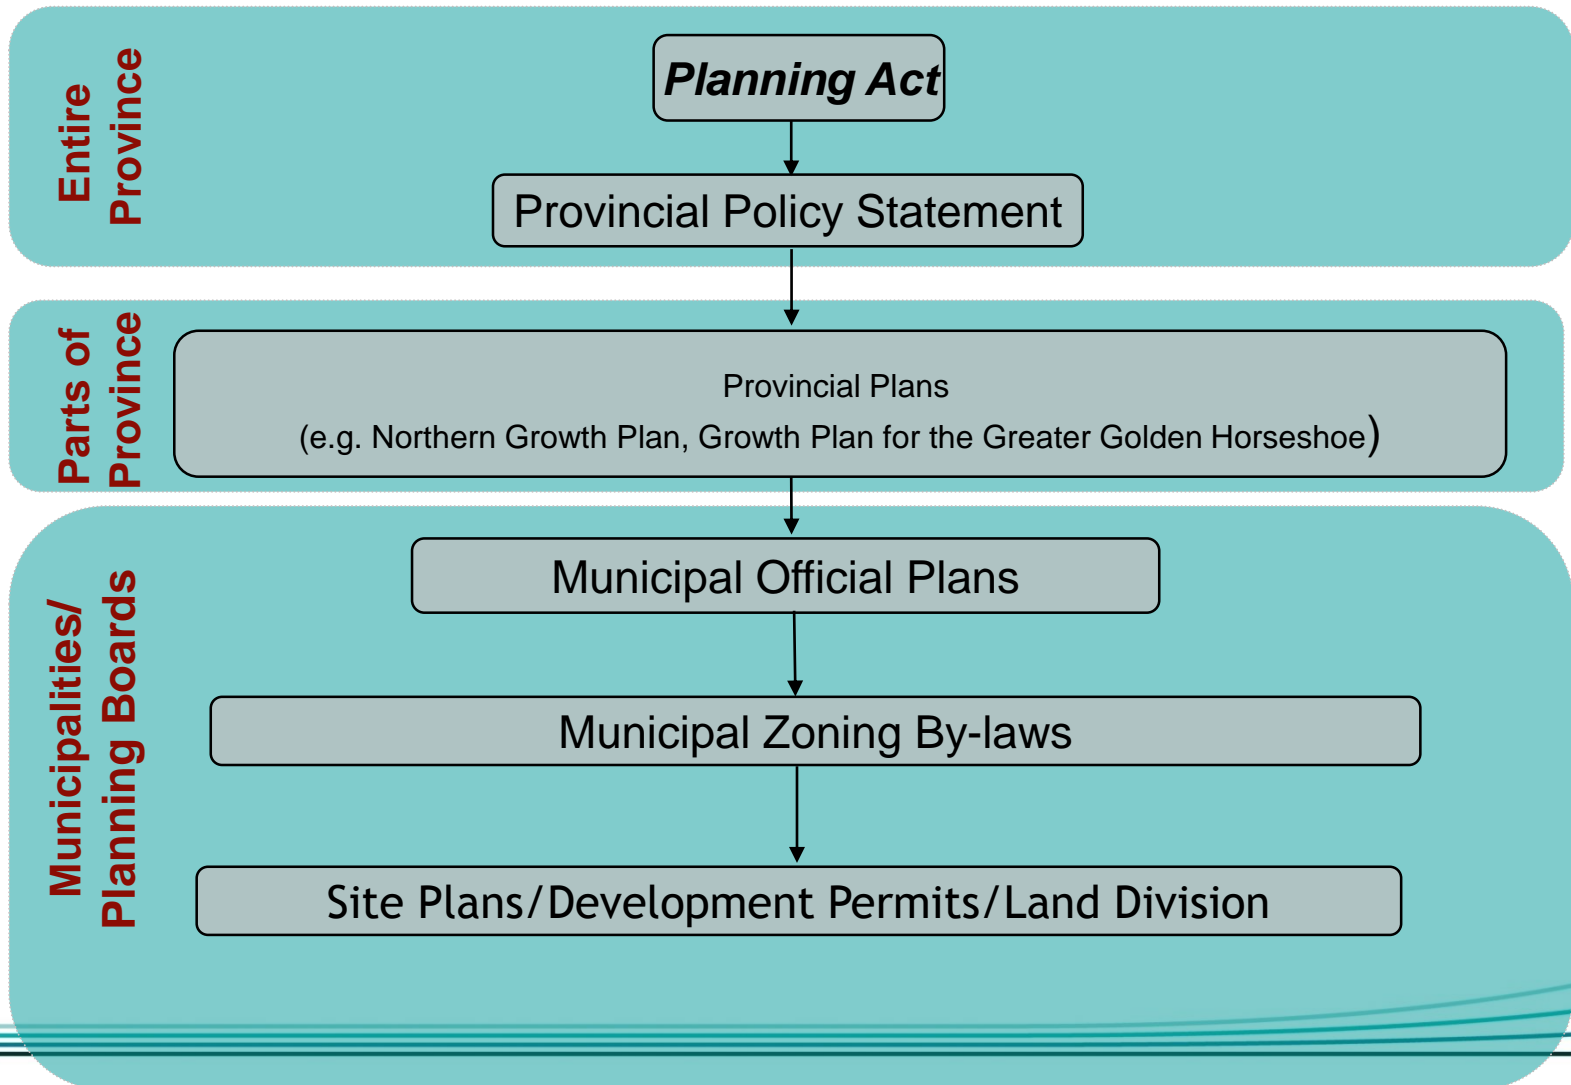 Entire
Province
Planning Act
Provincial Policy Statement
Parts of
Province
Provincial Plans
(e.g. Northern Growth Plan, Growth Plan for the Greater Golden Horseshoe)
Municipalities/
Planning Boards
Municipal Official Plans
Municipal Zoning By-laws
Site Plans/Development Permits/Land Division